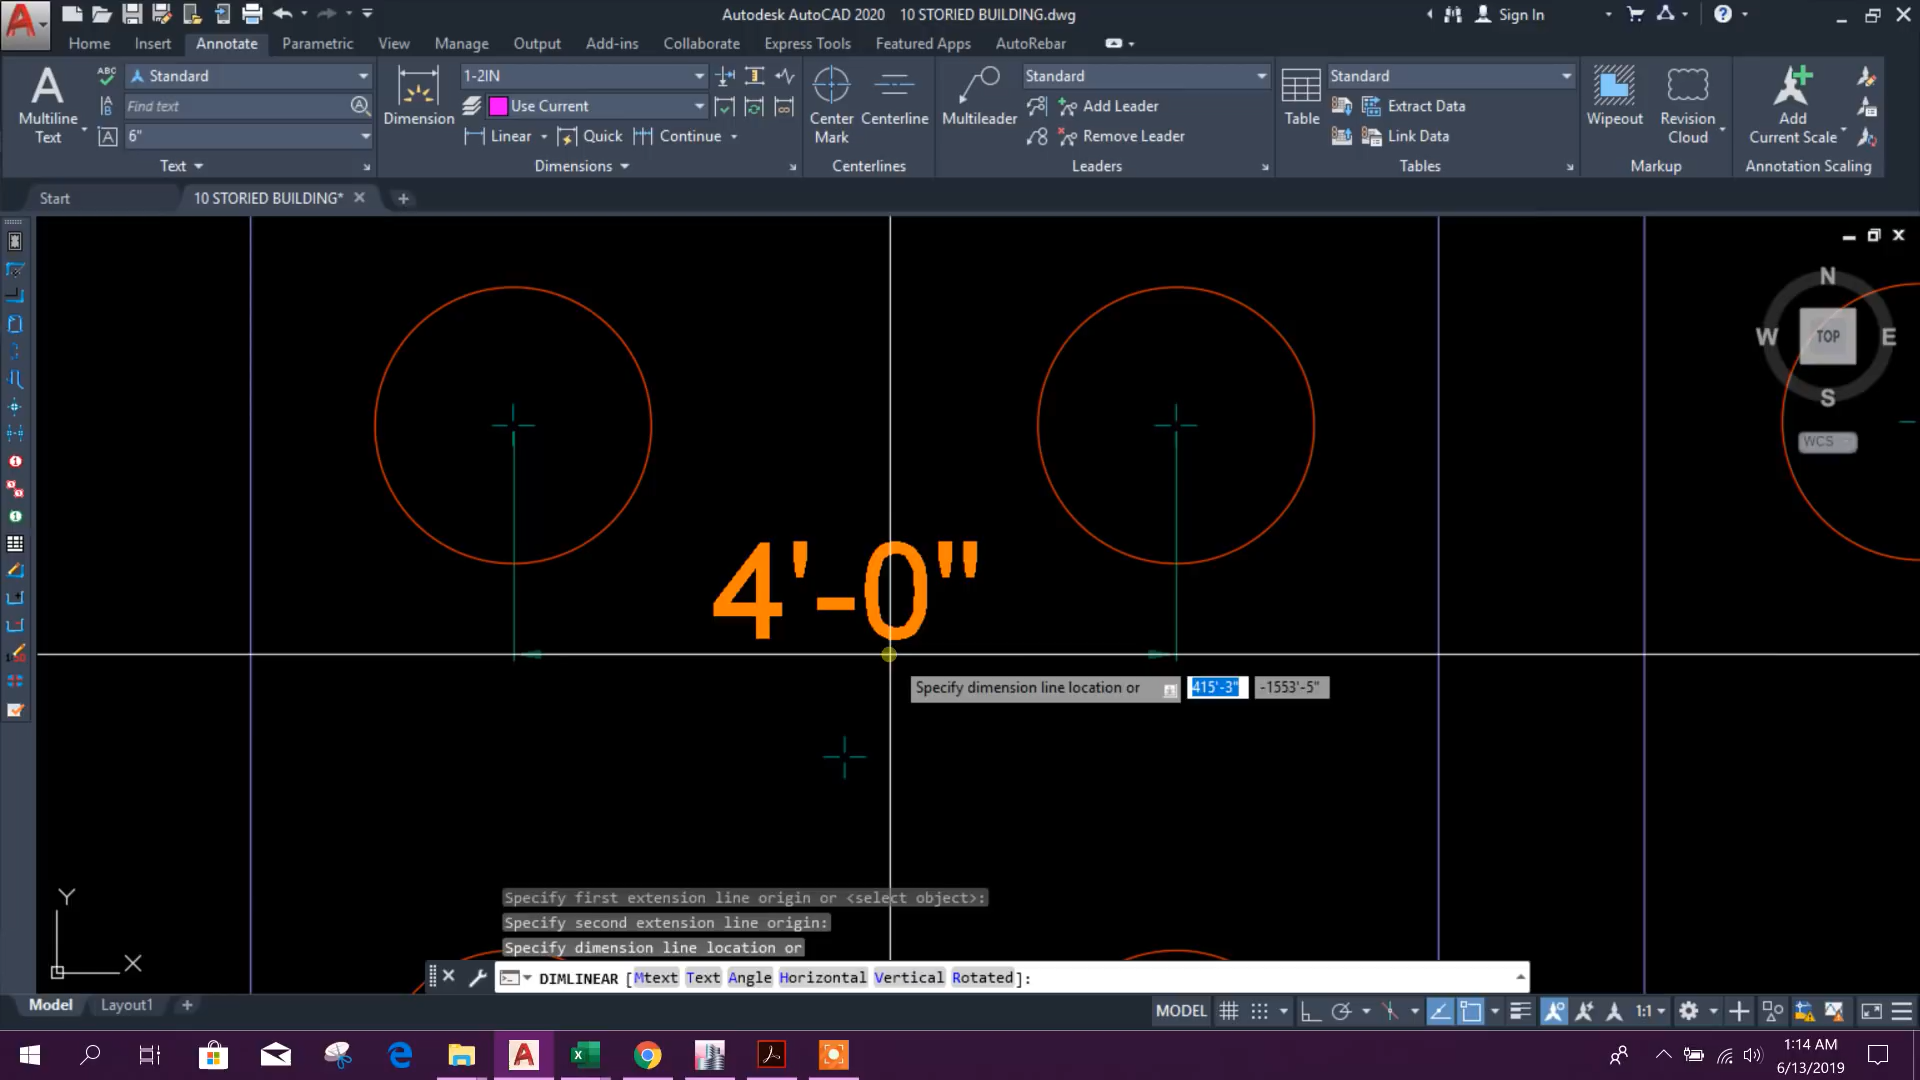 Autodesk AutoCAD 2020 10 STORIED BUILDING.dwg
Sign In
Home Insert Annotate Parametric View Manage Output Add-ins Collaborate Express Tools Featured Apps AutoRebar
Multiline Text
ABC
Standard
Find text
6"
Text
Dimension
1-2IN
Use Current
Linear Quick Continue
Dimensions
Center Mark
Centerline
Centerlines
Multileader
Standard
Add Leader
Remove Leader
Leaders
Table
Standard
Extract Data
Link Data
Tables
Wipeout
Revision Cloud
Markup
Add Current Scale
Annotation Scaling
Start
10 STORIED BUILDING*
N
W TOP E
S
WCS
4'-0"
Specify dimension line location or 415'-3" -1553'-5"
Specify first extension line origin or <select object>:
Specify second extension line origin:
Specify dimension line location or
DIMLINEAR [Mtext Text Angle Horizontal Vertical Rotated]:
Y
X
Model Layout1
MODEL
1:1
1:14 AM
6/13/2019